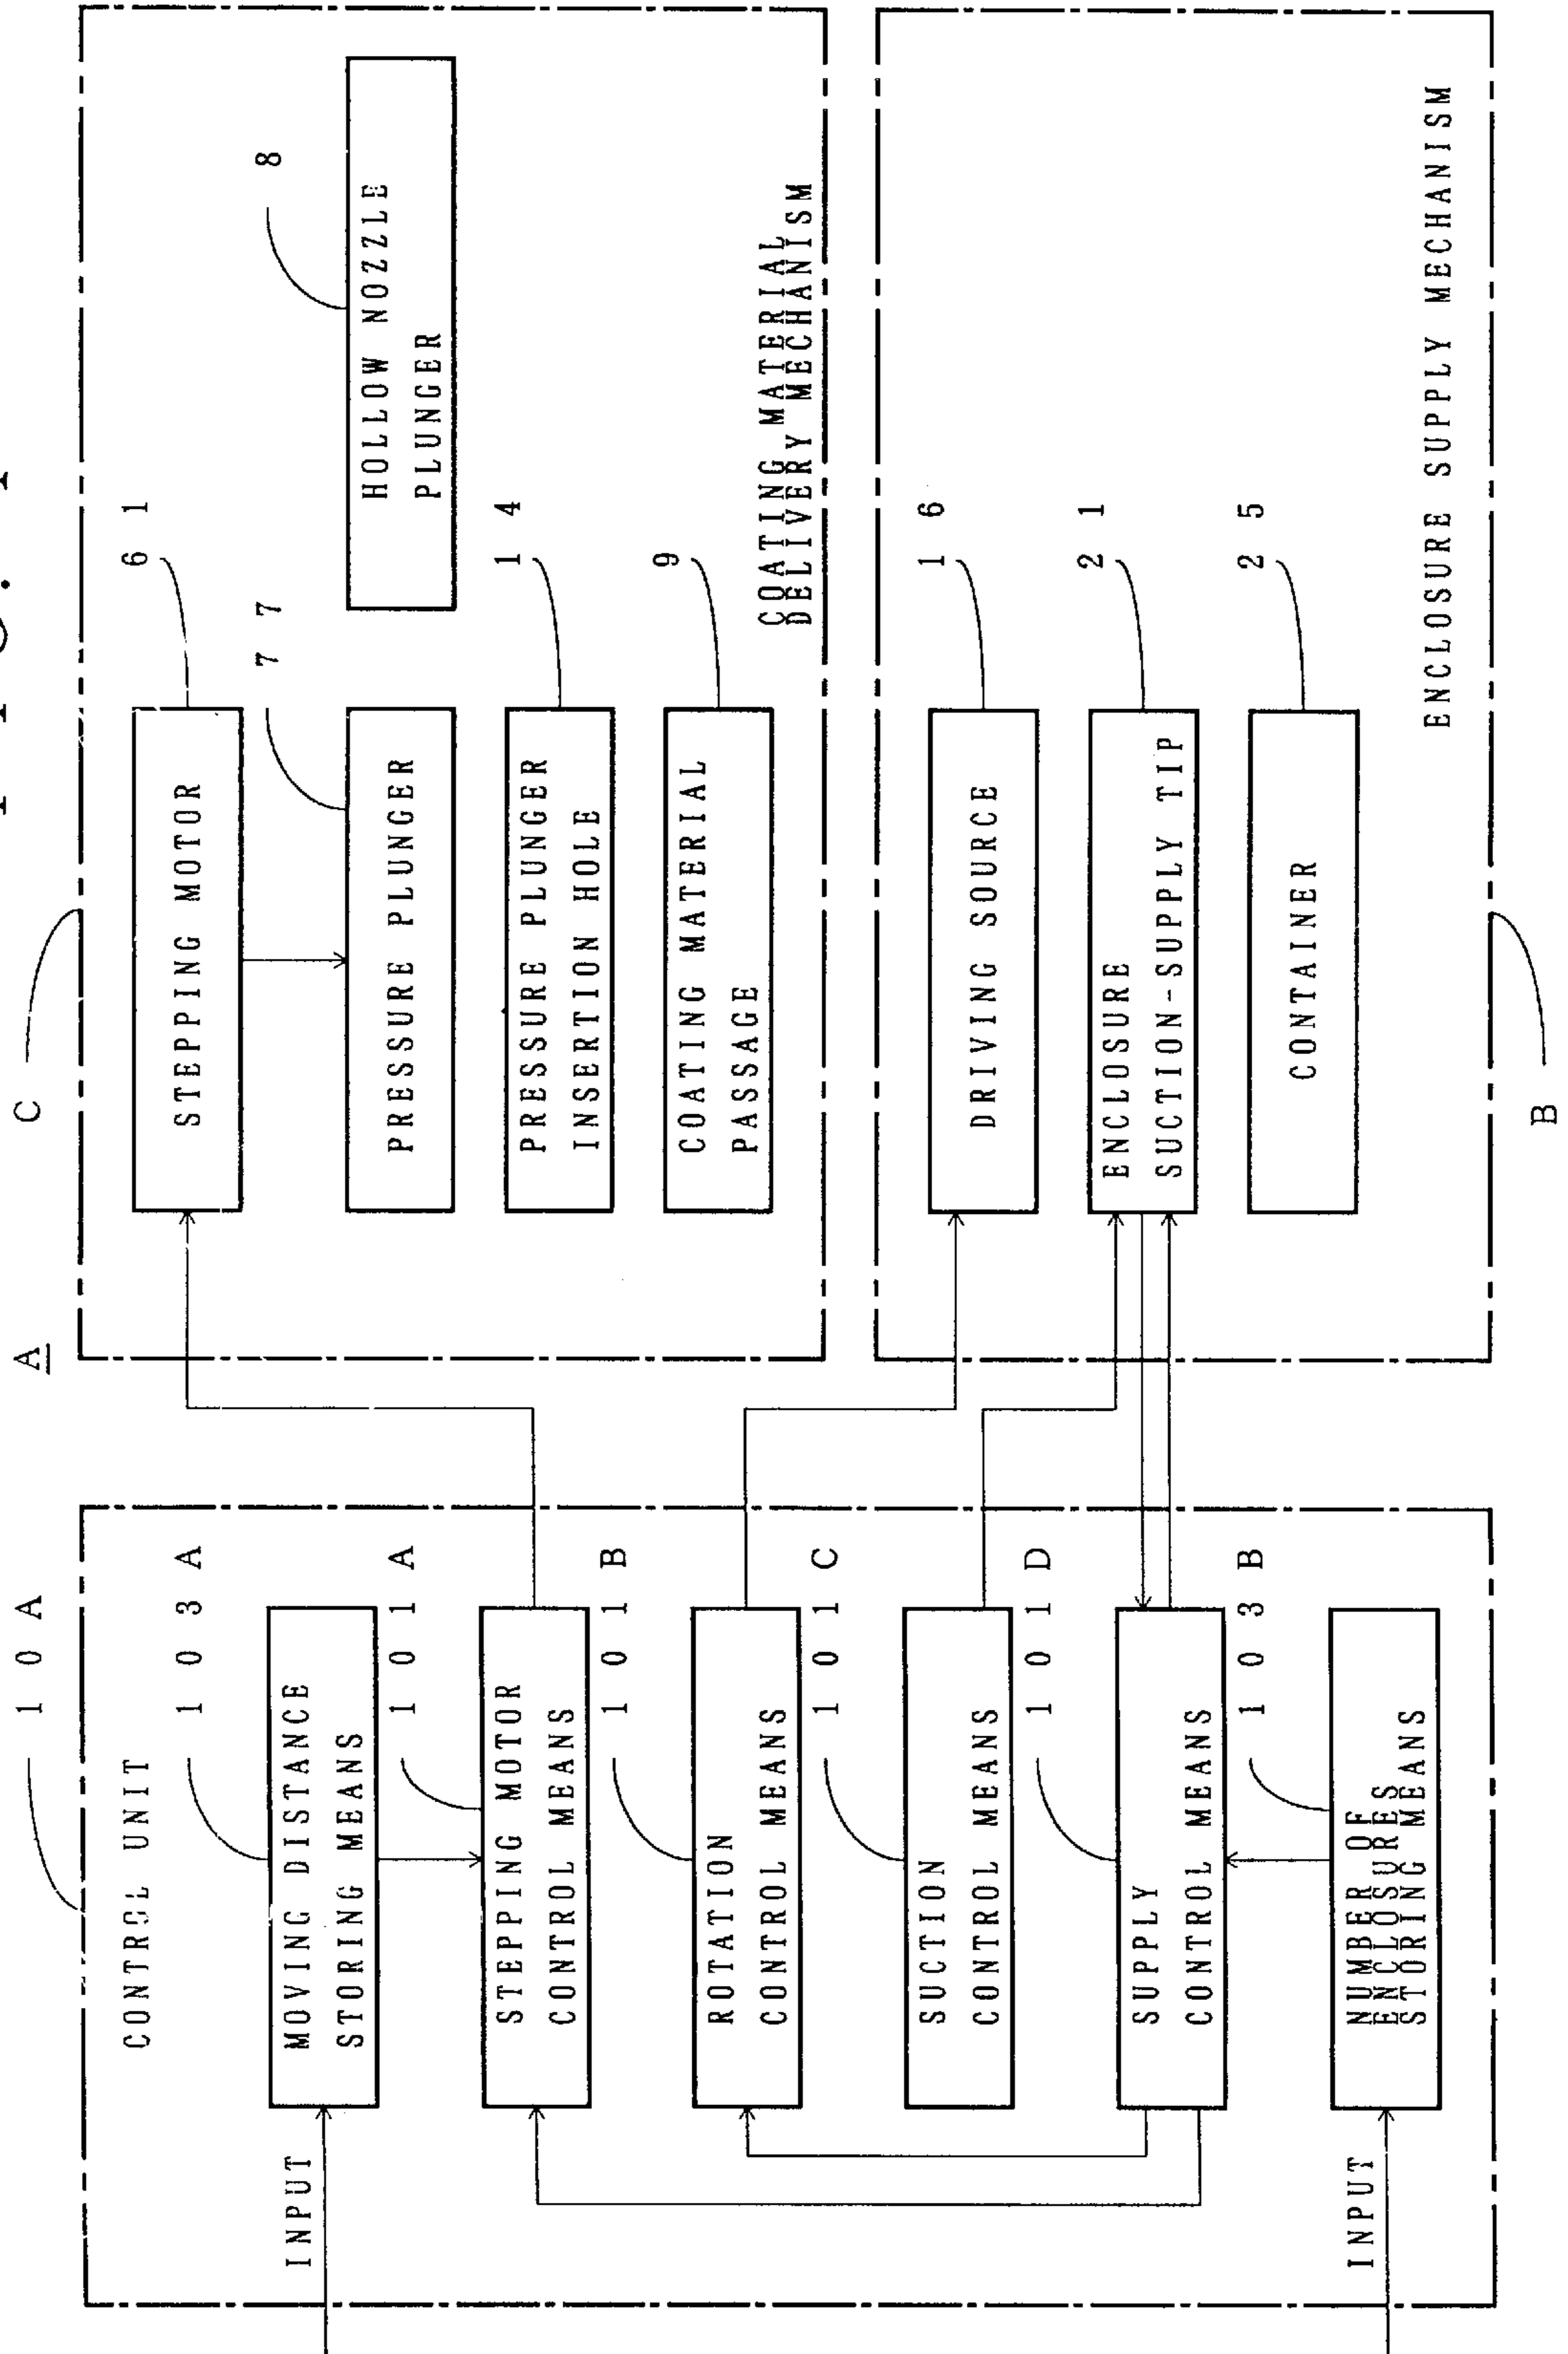 A
10A
CONTROL UNIT
INPUT
103A
MOVING DISTANCE
STORING MEANS
101A
STEPPING MOTOR
CONTROL MEANS
101B
ROTATION
CONTROL MEANS
101C
SUCTION
CONTROL MEANS
101D
SUPPLY
CONTROL MEANS
103B
NUMBER OF
ENCLOSURES
STORING MEANS
INPUT
C
61
STEPPING MOTOR
77
PRESSURE PLUNGER
8
HOLLOW NOZZLE
PLUNGER
14
PRESSURE PLUNGER
INSERTION HOLE
9
COATING MATERIAL
PASSAGE
COATING MATERIAL
DELIVERY MECHANISM
16
DRIVING SOURCE
21
ENCLOSURE
SUCTION-SUPPLY TIP
25
CONTAINER
ENCLOSURE SUPPLY MECHANISM
B